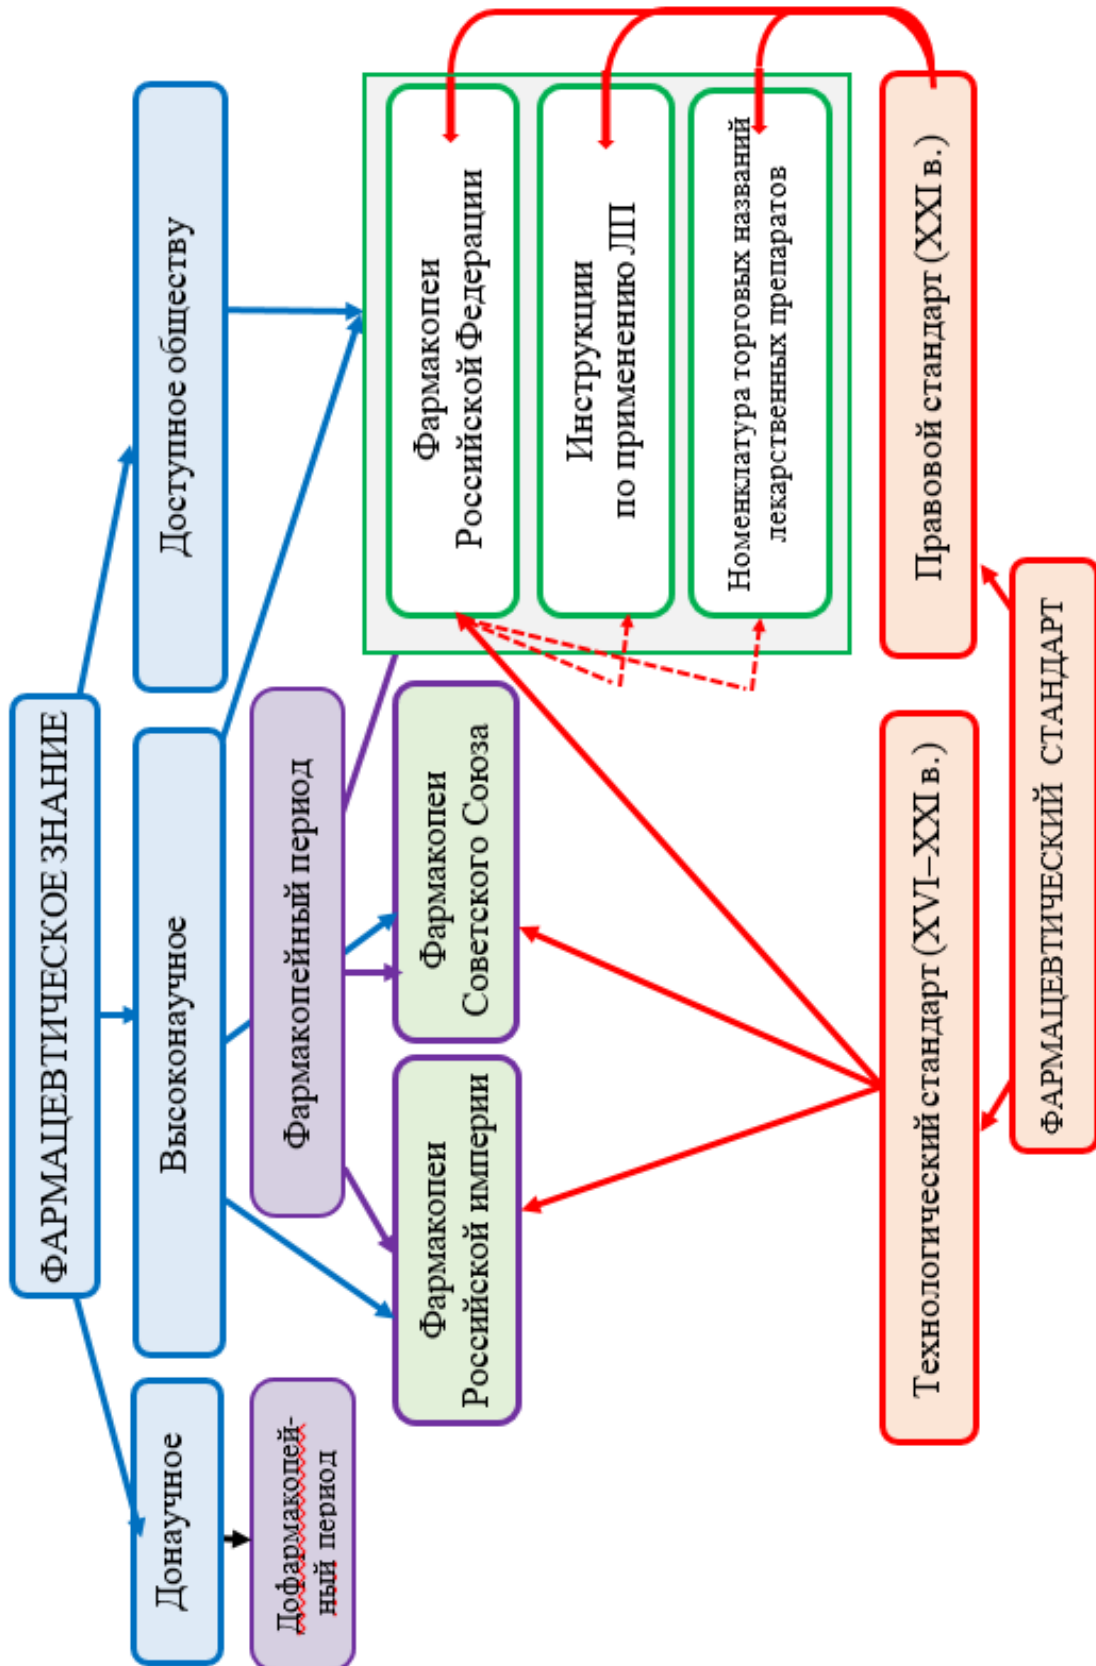 ФАРМАЦЕВТИЧЕСКОЕ ЗНАНИЕ
Донаучное
Высоконаучное
Доступное обществу
Дофармакопей-
ный период
Фармакопейный период
Фармакопеи
Российской империи
Фармакопеи
Советского Союза
Фармакопеи
Российской Федерации
Инструкции
по применению ЛП
Номенклатура торговых названий
лекарственных препаратов
Технологический стандарт (XVI–XXI в.)
Правовой стандарт (XXI в.)
ФАРМАЦЕВТИЧЕСКИЙ СТАНДАРТ